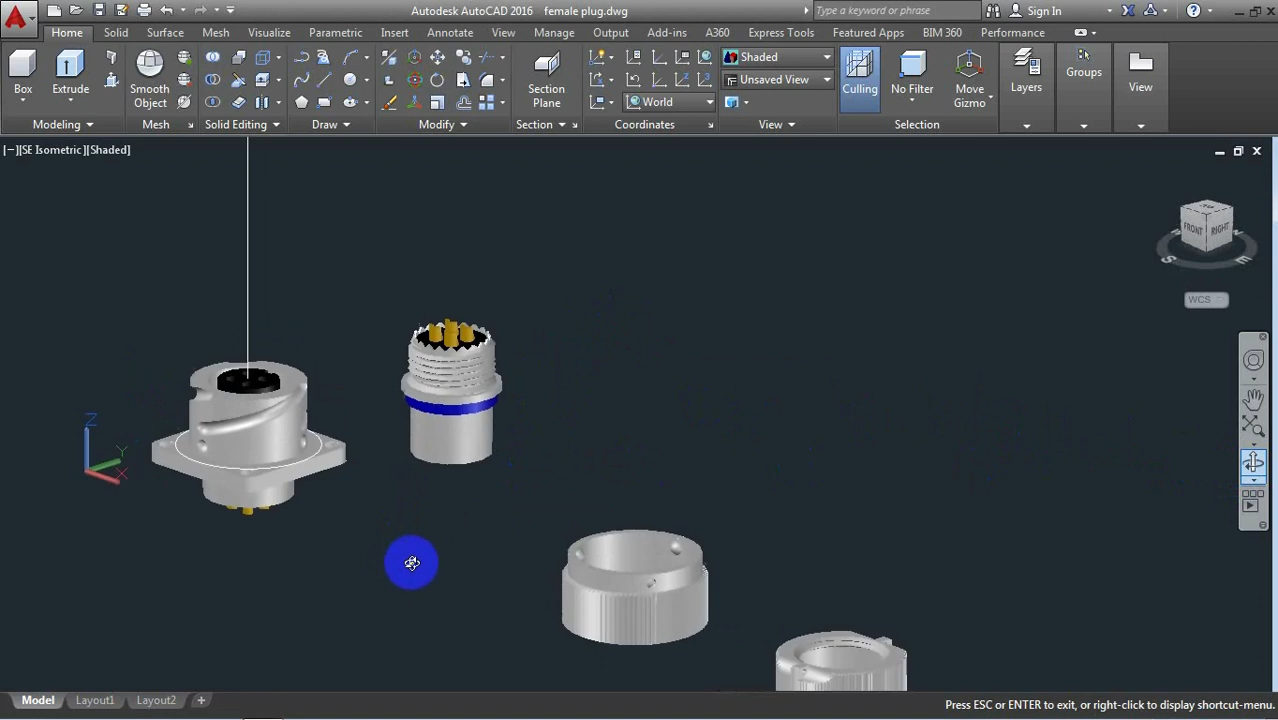 Autodesk AutoCAD 2016 female plug.dwg
Type a keyword or phrase
Sign In
Home Solid Surface Mesh Visualize Parametric Insert Annotate View Manage Output Add-ins A360 Express Tools Featured Apps BIM 360 Performance
Box
Extrude
Smooth
Object
Section
Plane
Shaded
Unsaved View
World
Culling
No Filter
Move
Gizmo
Layers
Groups
View
Modeling
Mesh
Solid Editing
Draw
Modify
Section
Coordinates
View
Selection
[−][SE Isometric][Shaded]
FRONT
RIGHT
S
E
WCS
Z
Y
X
Model Layout1 Layout2 +
Press ESC or ENTER to exit, or right-click to display shortcut-menu.